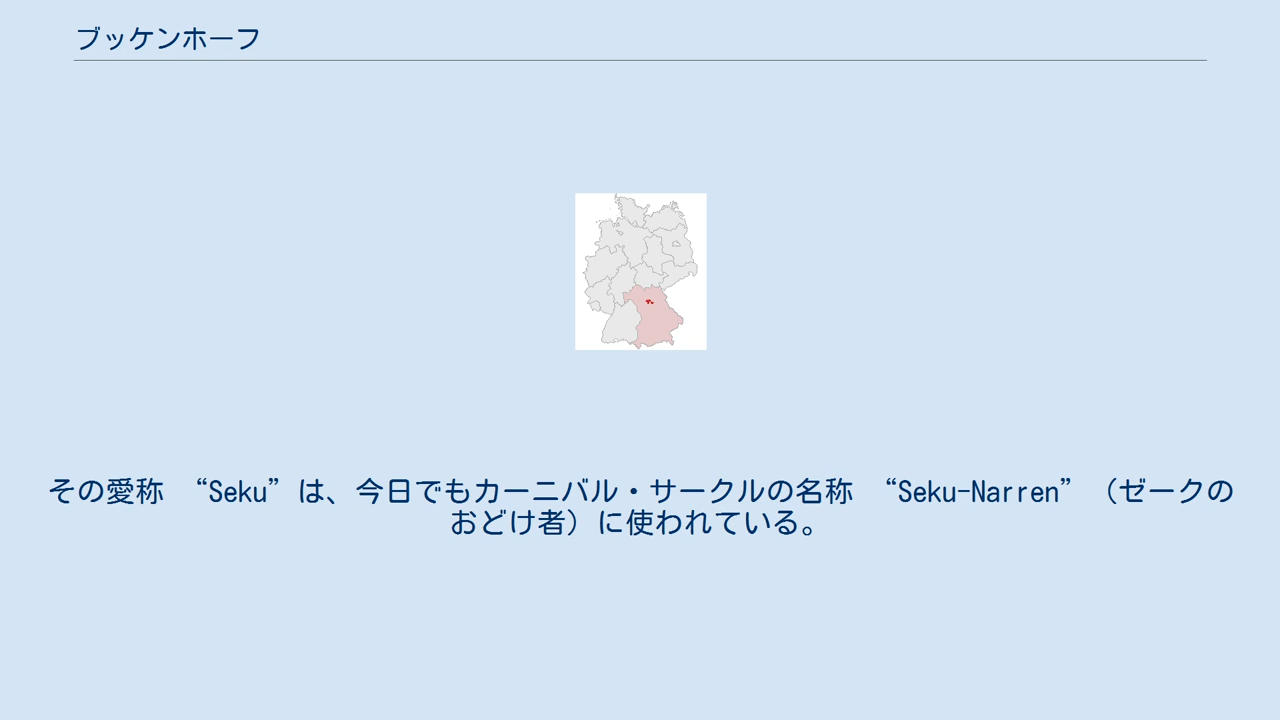 ブッケンホーフ
その愛称 “Seku”は、今日でもカーニバル・サークルの名称 “Seku-Narren”（ゼークの
おどけ者）に使われている。